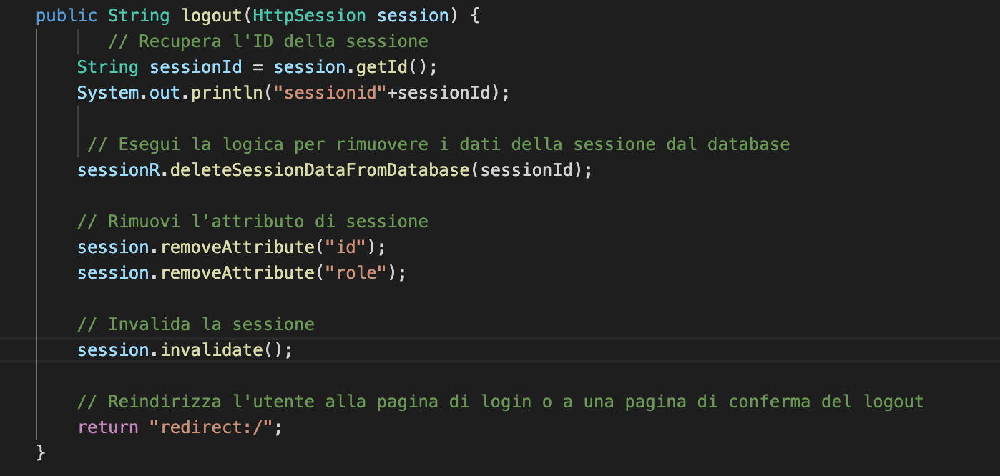 public String logout(HttpSession session) {
// Recupera l'ID della sessione
String sessionId = session.getId();
System.out.println("sessionid"+sessionId);
// Esegui la logica per rimuovere i dati della sessione dal database
sessionR.deleteSessionDataFromDatabase(sessionId);
// Rimuovi l'attributo di sessione
session.removeAttribute("id");
session.removeAttribute("role");
// Invalida la sessione
session.invalidate();
// Reindirizza l'utente alla pagina di login o a una pagina di conferma del logout
return "redirect:/";
}